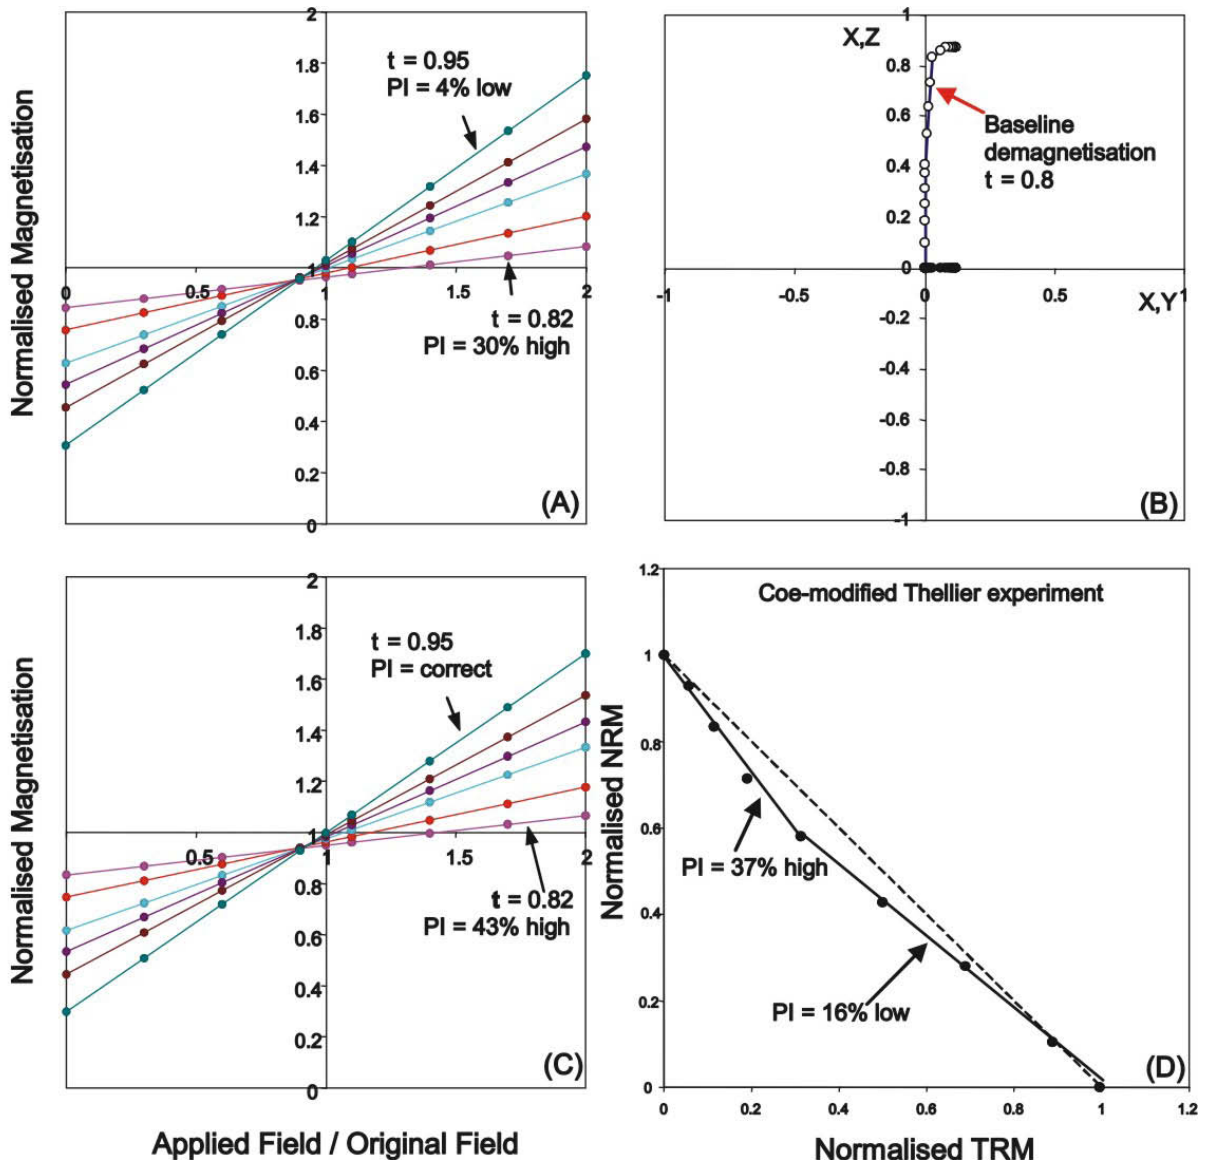 2
1.8
t = 0.95
PI = 4% low
1.6
1.4
1.2
1
0
0.5
1.5
2
0.8
t = 0.82
PI = 30% high
0.6
0.4
0.2
0
(A)
Normalised Magnetisation
1
X,Z
0.8
0.6
Baseline
demagnetisation
t = 0.8
0.4
0.2
0
-1
-0.5
0
0.5
1
X,Y
-0.2
-0.4
-0.6
-0.8
-1
(B)
2
1.8
t = 0.95
PI = correct
1.6
1.4
1.2
1
0.5
1
1.5
2
0.8
t = 0.82
PI = 43% high
0.6
0.4
0.2
0
(C)
Normalised Magnetisation
Applied Field / Original Field
1.2
Coe-modified Thellier experiment
1
0.8
0.6
PI = 37% high
0.4
0.2
PI = 16% low
0
(D)
0
0.2
0.4
0.6
0.8
1
1.2
Normalised NRM
Normalised TRM